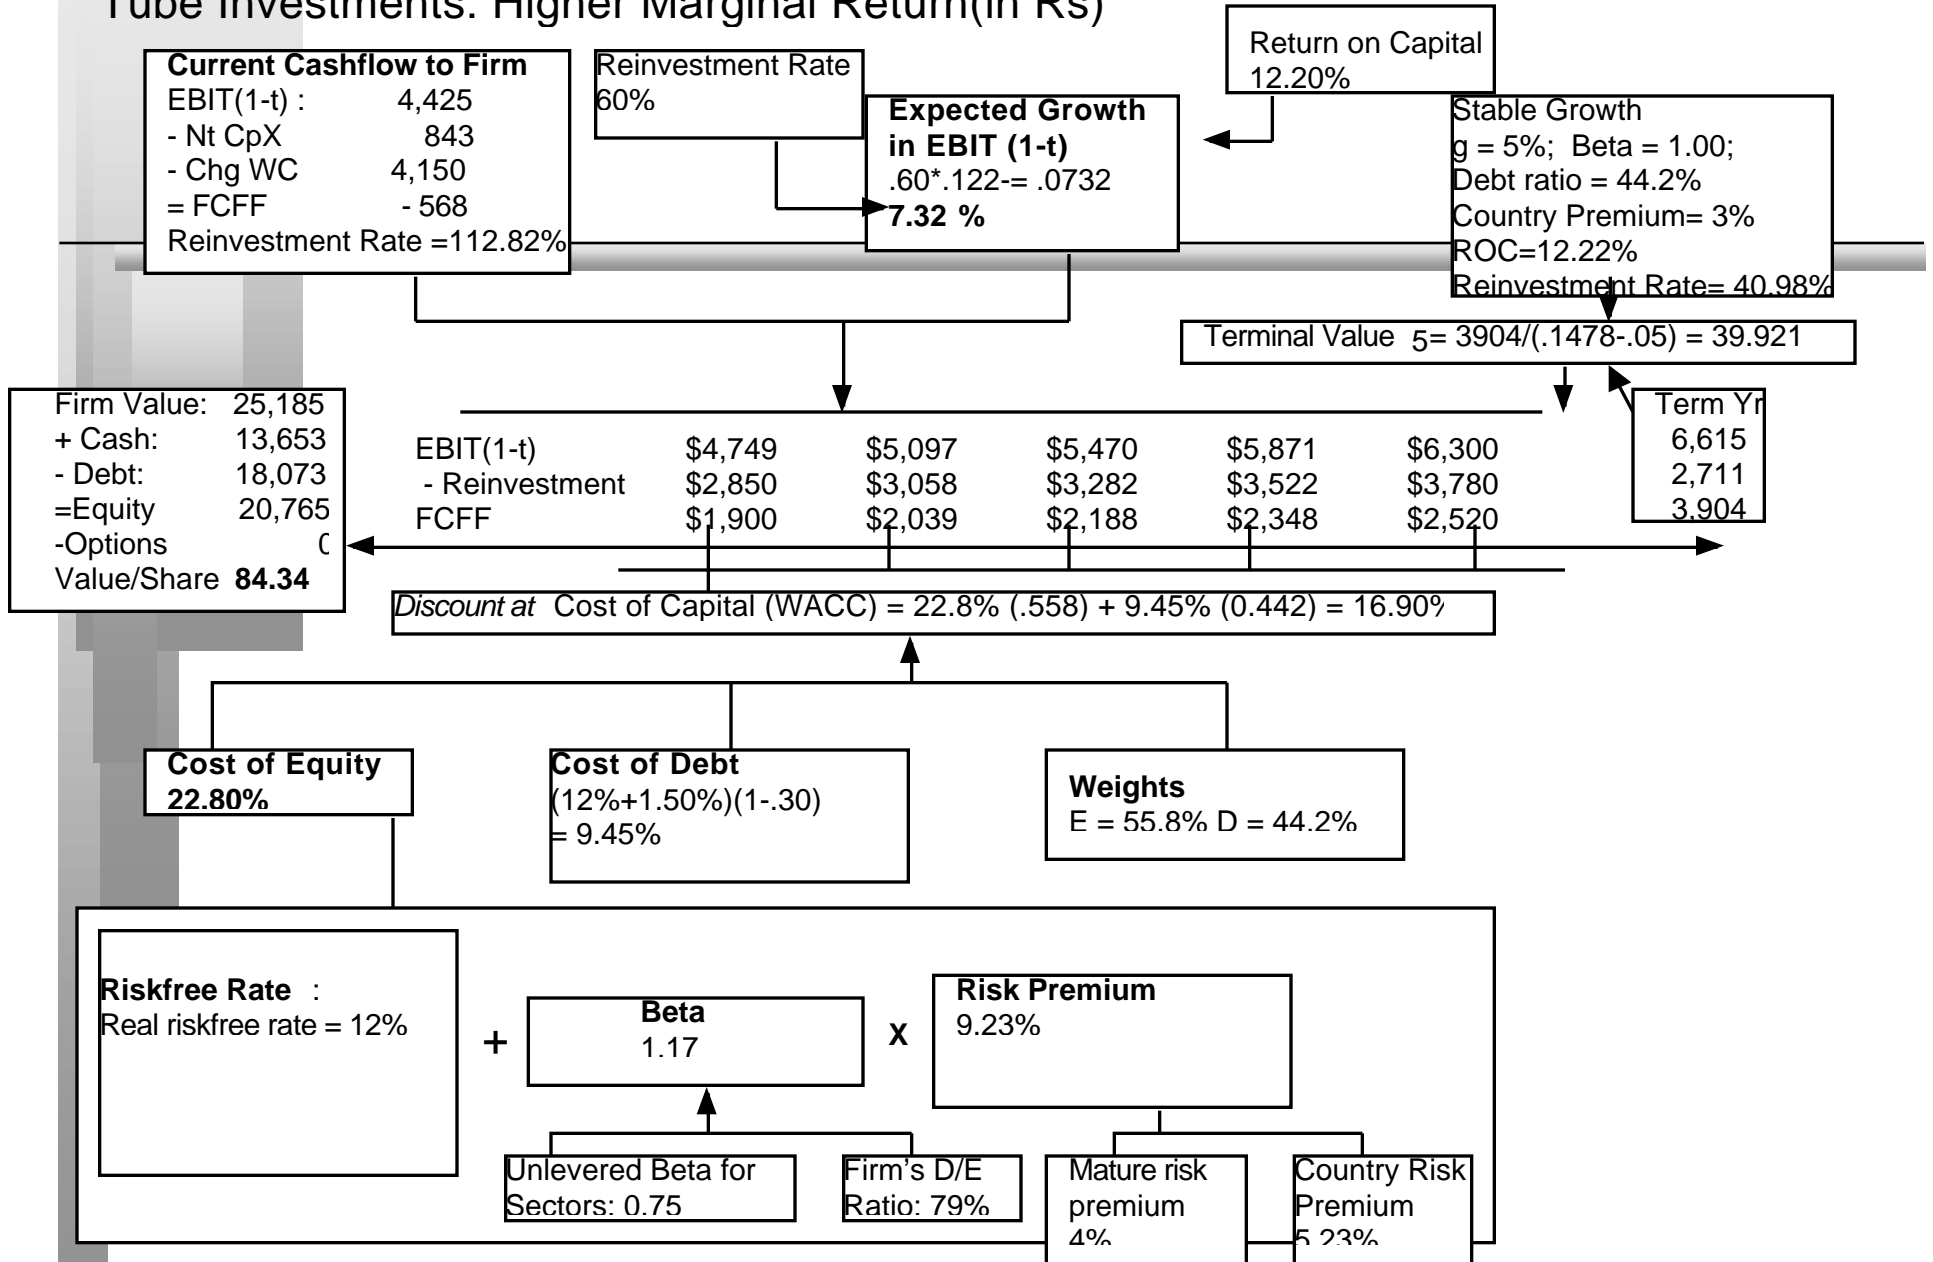 Tube Investments: Higher Marginal Return(in Rs)
Current Cashflow to Firm
EBIT(1-t) : 4,425
- Nt CpX 843
- Chg WC 4,150
= FCFF - 568
Reinvestment Rate =112.82%
Reinvestment Rate
60%
Expected Growth
in EBIT (1-t)
.60*.122-= .0732
7.32 %
Return on Capital
12.20%
Stable Growth
g = 5%; Beta = 1.00;
Debt ratio = 44.2%
Country Premium= 3%
ROC=12.22%
Reinvestment Rate= 40.98%
Terminal Value 5= 3904/(.1478-.05) = 39.921
Firm Value: 25,185
+ Cash: 13,653
- Debt: 18,073
=Equity 20,765
-Options 0
Value/Share 84.34
EBIT(1-t) $4,749 $5,097 $5,470 $5,871 $6,300
- Reinvestment $2,850 $3,058 $3,282 $3,522 $3,780
FCFF $1,900 $2,039 $2,188 $2,348 $2,520
Term Yr
6,615
2,711
3,904
Discount at Cost of Capital (WACC) = 22.8% (.558) + 9.45% (0.442) = 16.90%
Cost of Equity
22.80%
Cost of Debt
(12%+1.50%)(1-.30)
= 9.45%
Weights
E = 55.8% D = 44.2%
Riskfree Rate :
Real riskfree rate = 12%
+
Beta
1.17
X
Risk Premium
9.23%
Unlevered Beta for
Sectors: 0.75
Firm’s D/E
Ratio: 79%
Mature risk
premium
4%
Country Risk
Premium
5.23%